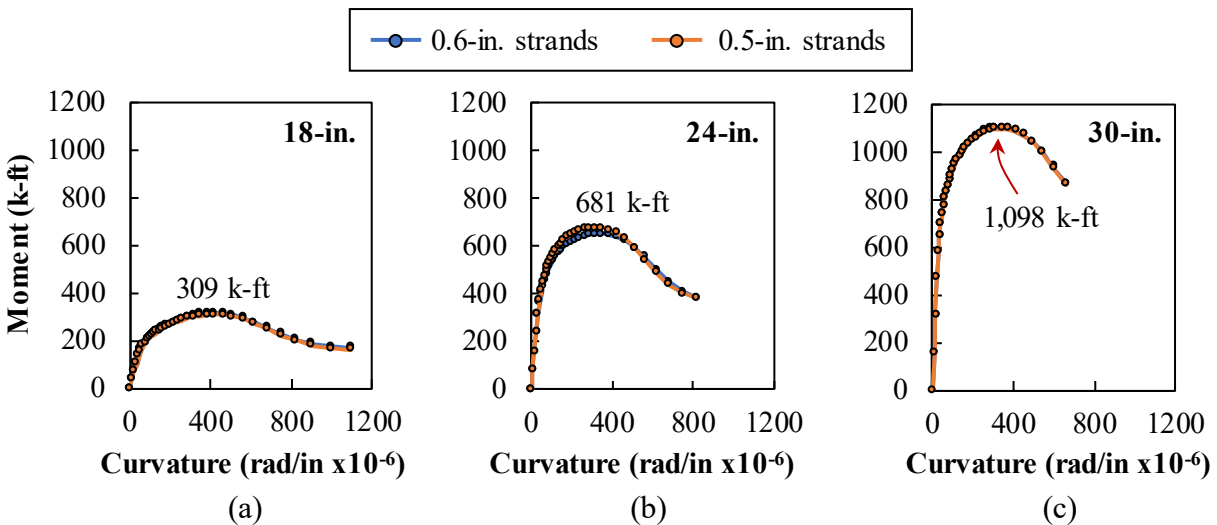 0.6-in. strands 0.5-in. strands
Moment (k-ft)
1200
1000
800
600
400
200
0
18-in.
309 k-ft
0 400 800 1200
Curvature (rad/in x10-6)
(a)
1200
1000
800
600
400
200
0
24-in.
681 k-ft
0 400 800 1200
Curvature (rad/in x10-6)
(b)
1200
1000
800
600
400
200
0
30-in.
1,098 k-ft
0 400 800 1200
Curvature (rad/in x10-6)
(c)